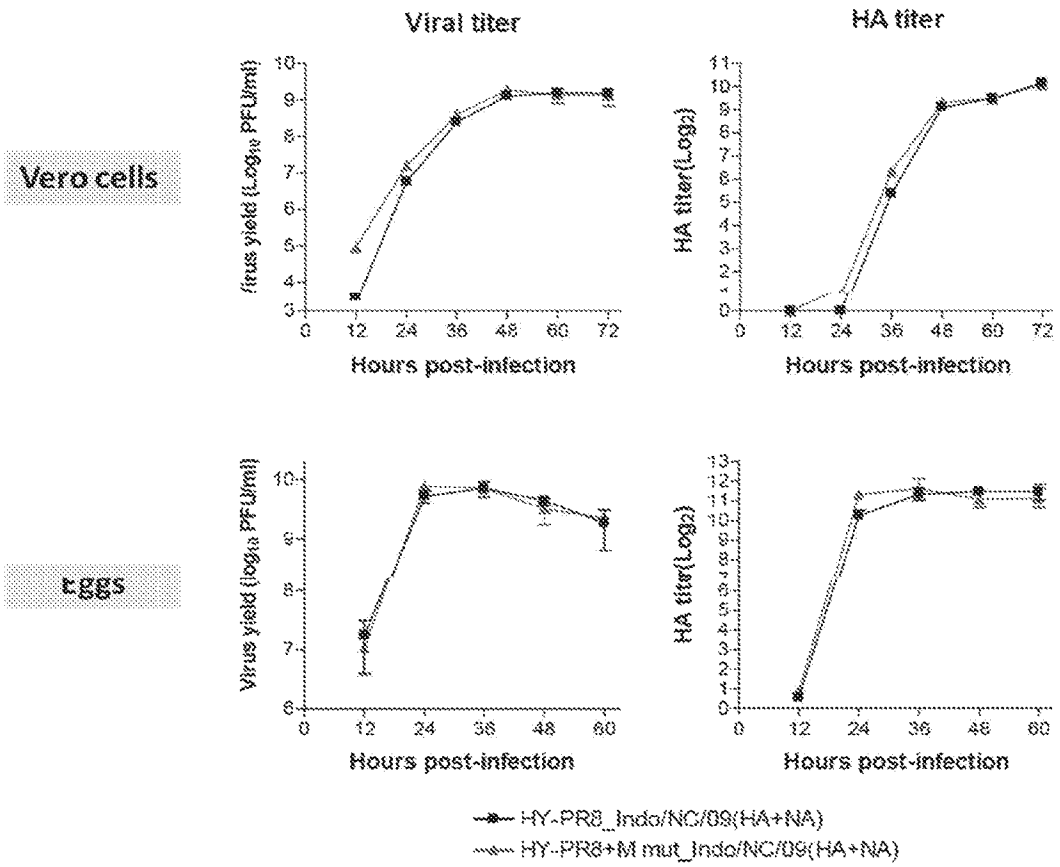 Viral titer
HA titer
Vero cells
Virus yield (Log10 PFU/ml)
10
9
8
7
6
5
4
3
0 12 24 36 48 60 72
Hours post-infection
HA titer(Log2)
11
10
9
8
7
6
5
4
3
2
1
0
0 12 24 36 48 60 72
Hours post-infection
Eggs
Virus yield (log10 PFU/ml)
10
9
8
7
6
0 12 24 36 48 60
Hours post-infection
HA titer(Log2)
13
12
11
10
9
8
7
6
5
4
3
2
1
0
0 12 24 36 48 60
Hours post-infection
HY-PR8_Indo/NC/09(HA+NA)
HY-PR8+M mut_Indo/NC/09(HA+NA)